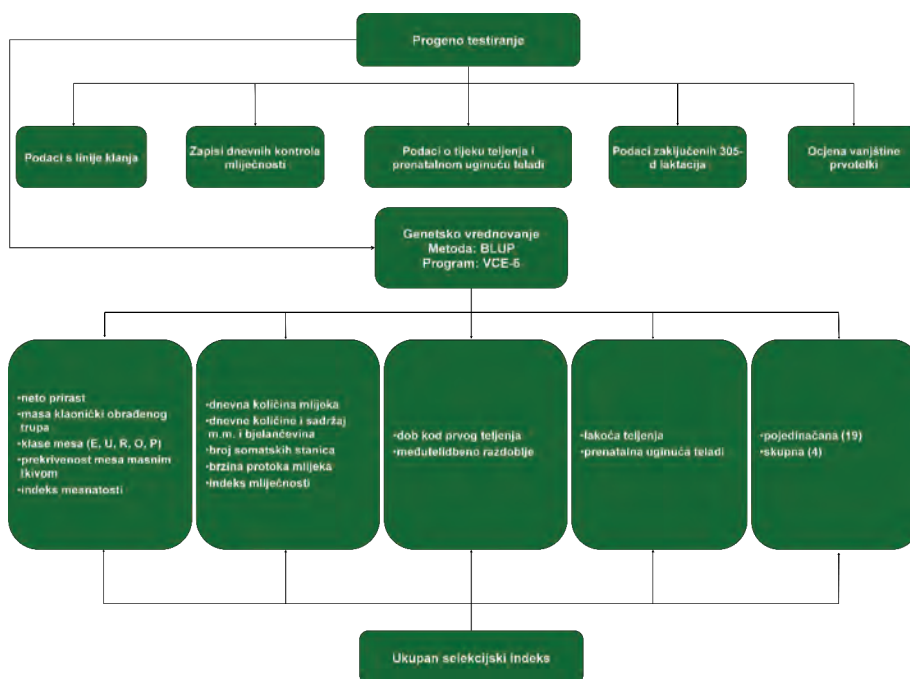 Progeno testiranje
Podaci s linije klanja
Zapisi dnevnih kontrola
mliječnosti
Podaci o tijeku teljenja i
prenatalnom uginuću teladi
Podaci zaključenih 305-
d laktacija
Ocjena vanjštine
prvotelki
Genetsko vrednovanje
Metoda: BLUP
Program: VCE-6
•neto prirast
•masa klaonički obrađenog
trupa
•klase mesa (E, U, R, O, P)
•prekrivenost mesa masnim
tkivom
•indeks mesnatosti
•dnevna količina mlijeka
•dnevne količine i sadržaj
m.m. i bjelančevina
•broj somatskih stanica
•brzina protoka mlijeka
•indeks mliječnosti
•dob kod prvog teljenja
•međutelidbeno razdoblje
•lakoća teljenja
•prenatalna uginuća teladi
•pojedinačana (19)
•skupna (4)
Ukupan selekcijski indeks